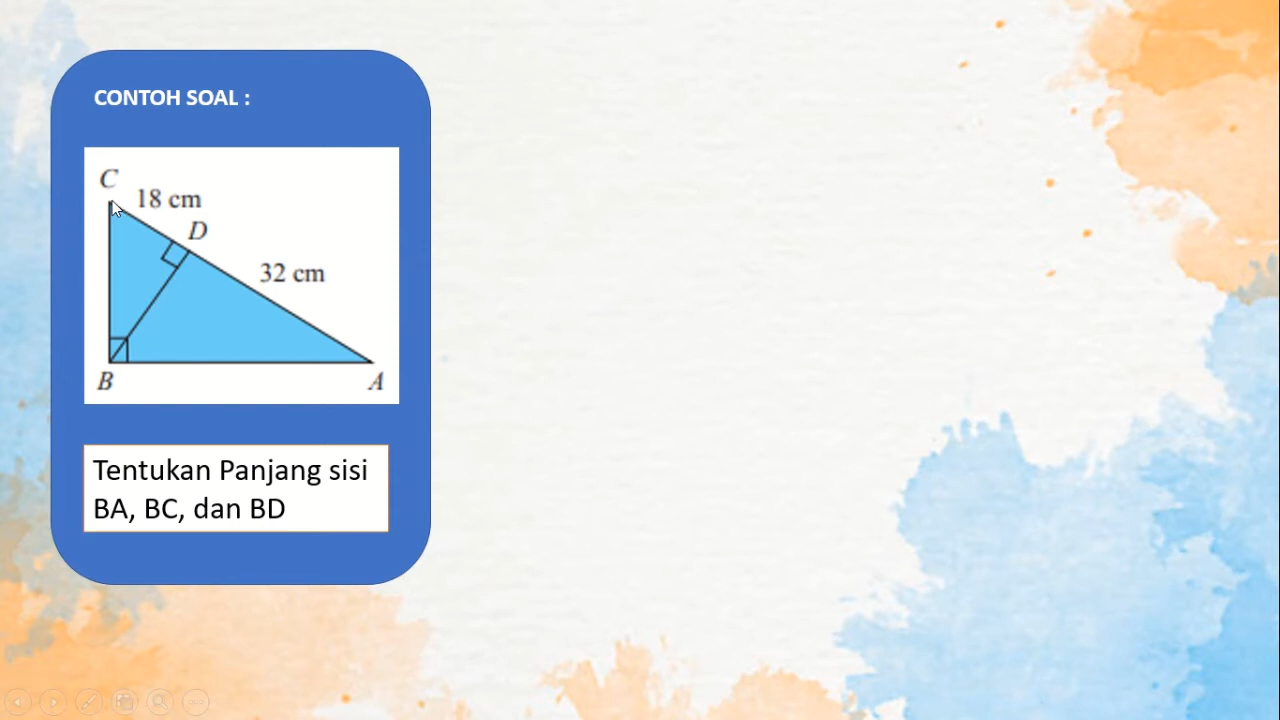 CONTOH SOAL :
C
18 cm
D
32 cm
B
A
Tentukan Panjang sisi
BA, BC, dan BD